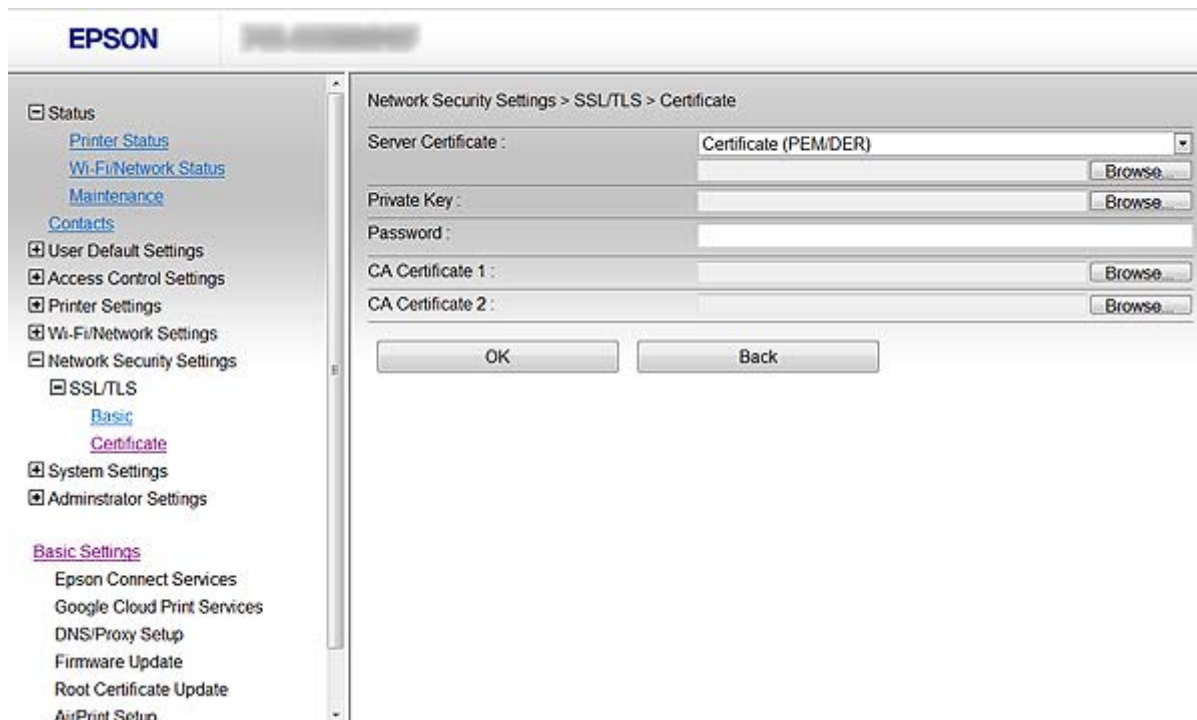 EPSON
Status
Printer Status
Wi-Fi/Network Status
Maintenance
Contacts
User Default Settings
Access Control Settings
Printer Settings
Wi-Fi/Network Settings
Network Security Settings
SSL/TLS
Basic
Certificate
System Settings
Adminstrator Settings
Basic Settings
Epson Connect Services
Google Cloud Print Services
DNS/Proxy Setup
Firmware Update
Root Certificate Update
AirPrint Setup
Network Security Settings > SSL/TLS > Certificate
Server Certificate : Certificate (PEM/DER)
Browse...
Private Key : Browse...
Password :
CA Certificate 1 : Browse...
CA Certificate 2 : Browse...
OK Back